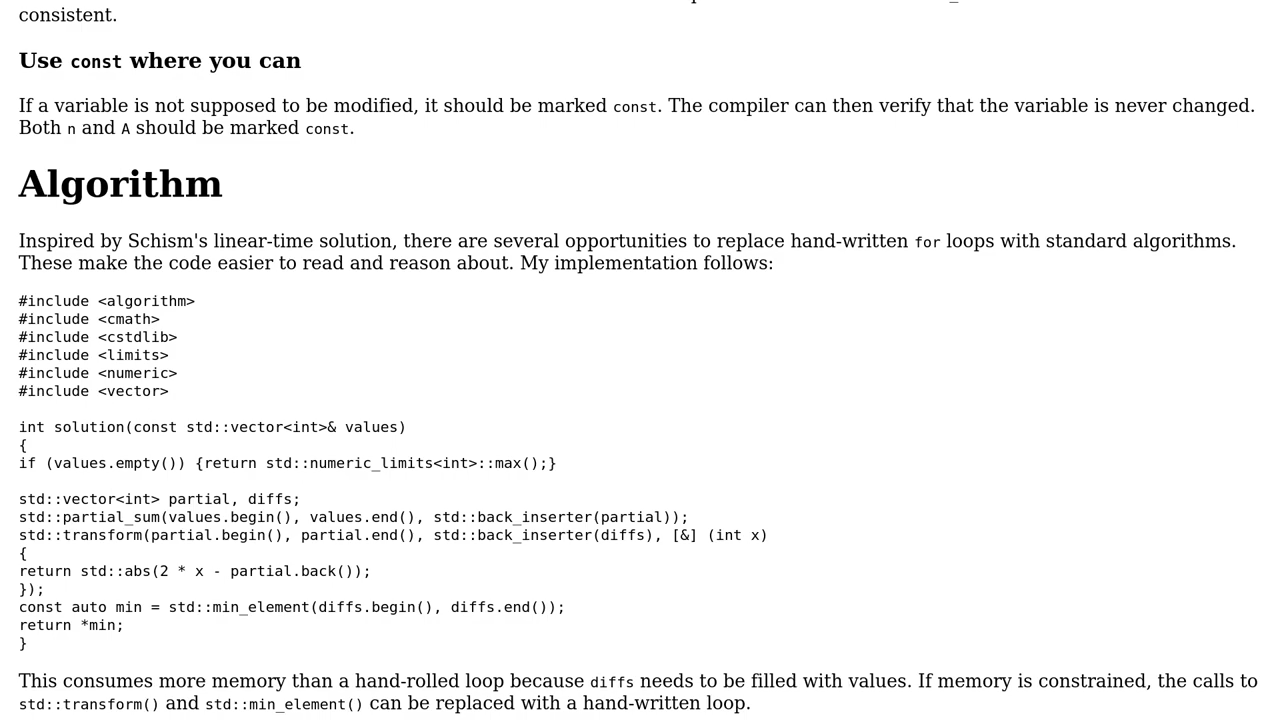 consistent.
Use const where you can
If a variable is not supposed to be modified, it should be marked const. The compiler can then verify that the variable is never changed.
Both n and A should be marked const.
Algorithm
Inspired by Schism's linear-time solution, there are several opportunities to replace hand-written for loops with standard algorithms.
These make the code easier to read and reason about. My implementation follows:
#include <algorithm>
#include <cmath>
#include <cstdlib>
#include <limits>
#include <numeric>
#include <vector>
int solution(const std::vector<int>& values)
{
if (values.empty()) {return std::numeric_limits<int>::max();}
std::vector<int> partial, diffs;
std::partial_sum(values.begin(), values.end(), std::back_inserter(partial));
std::transform(partial.begin(), partial.end(), std::back_inserter(diffs), [&] (int x)
{
return std::abs(2 * x - partial.back());
});
const auto min = std::min_element(diffs.begin(), diffs.end());
return *min;
}
This consumes more memory than a hand-rolled loop because diffs needs to be filled with values. If memory is constrained, the calls to
std::transform() and std::min_element() can be replaced with a hand-written loop.